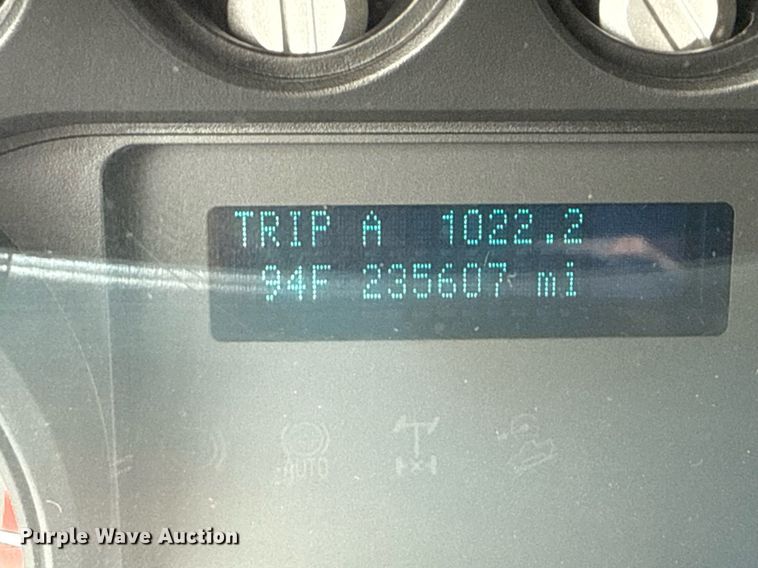 TRIP A 1022.2
94F 235607 mi
AUTO
Purple Wave Auction